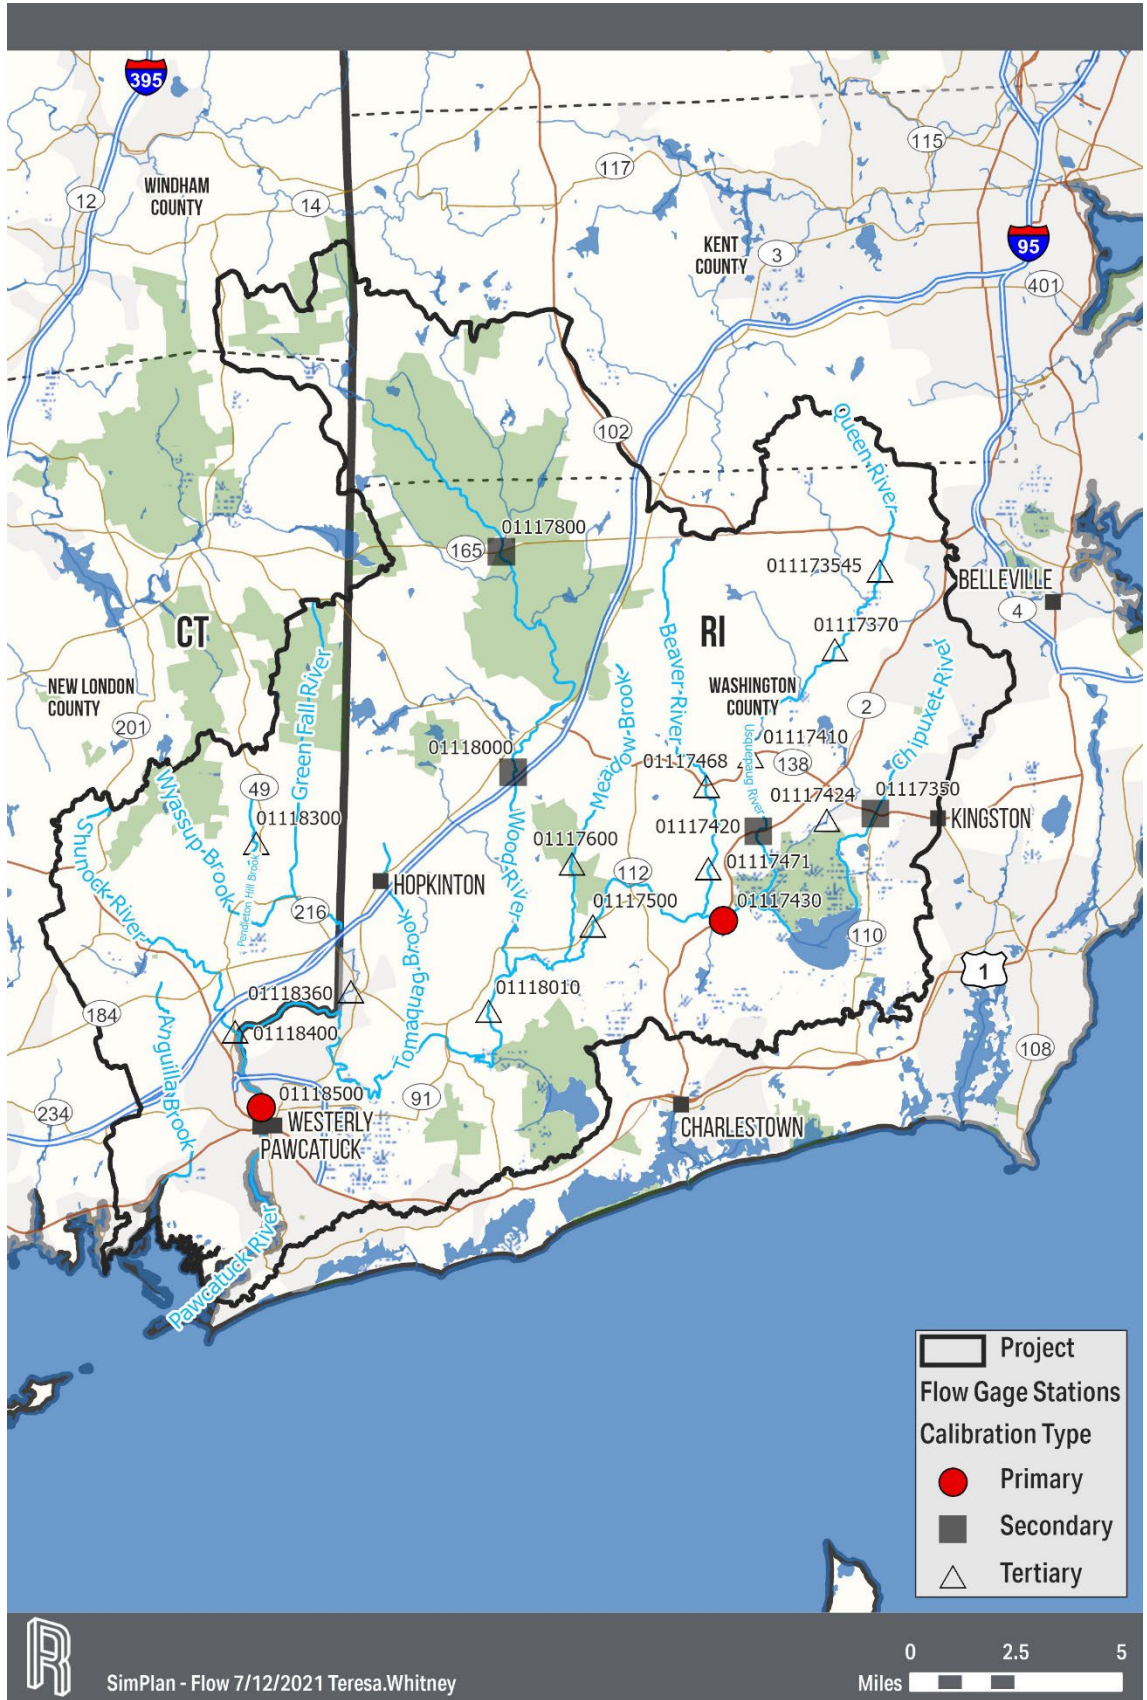 395
115
117
12
WINDHAM
COUNTY
14
KENT
COUNTY
3
95
401
102
Queen River
01117800
165
011173545
BELLEVILLE
4
CT
RI
01117370
Beaver River
Green Fall River
NEW LONDON
COUNTY
WASHINGTON
COUNTY
Chipuxet River
201
2
Meadow Brook
01118000
01117410
Usquepaug River
138
01117468
Wyassup Brook
49
01118300
01117424
01117350
KINGSTON
Shunock River
01117420
Wood River
01117600
01117471
112
HOPKINTON
Pendleton Hill Brook
216
01117500
01117430
110
Tomaquag Brook
1
01118360
01118010
184
01118400
108
Anguilla Brook
01118500
91
234
WESTERLY
PAWCATUCK
CHARLESTOWN
Pawcatuck River
Project
Flow Gage Stations
Calibration Type
Primary
Secondary
Tertiary
R
SimPlan - Flow 7/12/2021 Teresa.Whitney
0 2.5 5
Miles